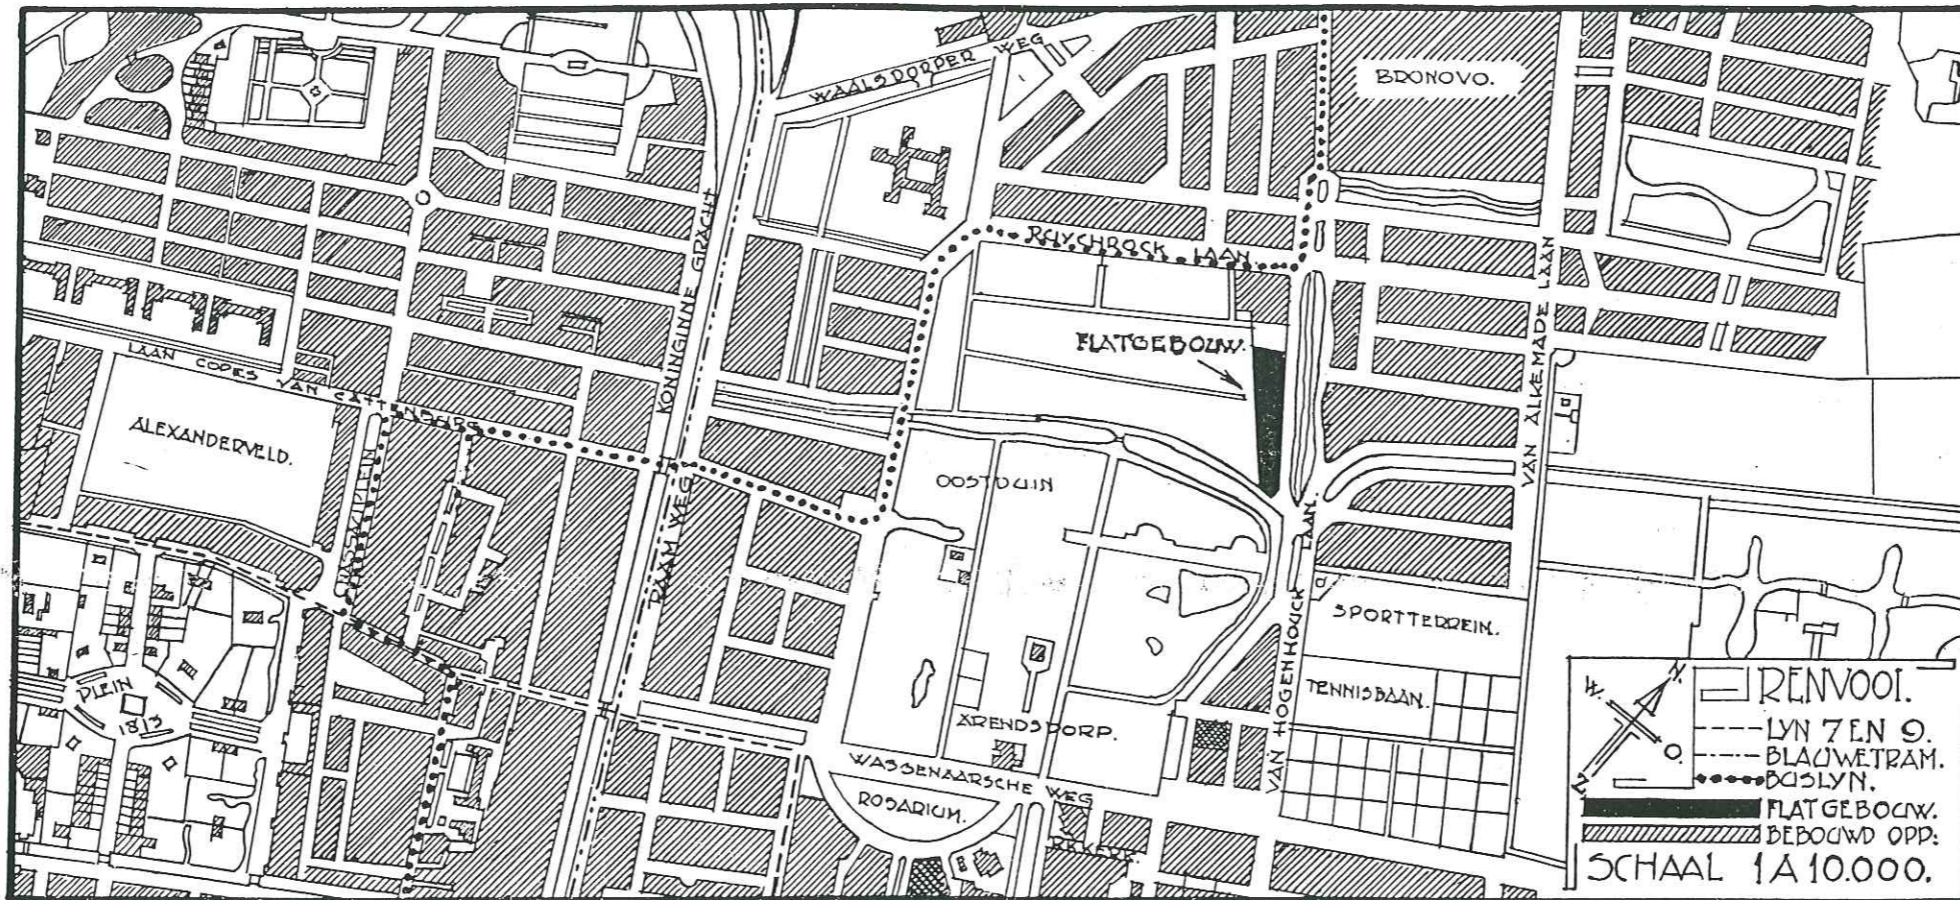 WAALSDORPER WEG
BRONOVO.
KONINGINNE GRACHT
RUYCHROCK LAAN
FLATGEBOUW.
VAN ALKEMADE LAAN
LAAN COPES VAN CATTENBURG
ALEXANDERVELD.
OOSTDUIN
RAAM WEG
VAN HOGENHOUCK LAAN.
SPORTTERREIN.
TENNISBAAN.
PLEIN
1813
ARENDSDORP.
WASSENAARSCHE WEG
ROSARIUM.
W.
N.
O.
Z.
RENVOOI.
LYN 7 EN 9.
BLAUWETRAM.
BUSLYN.
FLATGEBOUW.
BEBOUWD OPP:
SCHAAL 1 A 10.000.